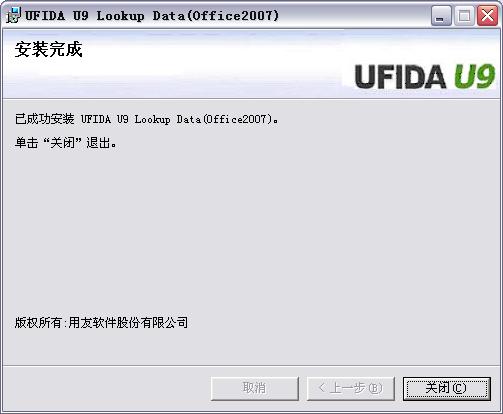 UFIDA U9 Lookup Data(Office2007)
安装完成
UFIDA U9
已成功安装 UFIDA U9 Lookup Data(Office2007)。
单击“关闭”退出。
版权所有:用友软件股份有限公司
取消
< 上一步(B)
关闭(C)